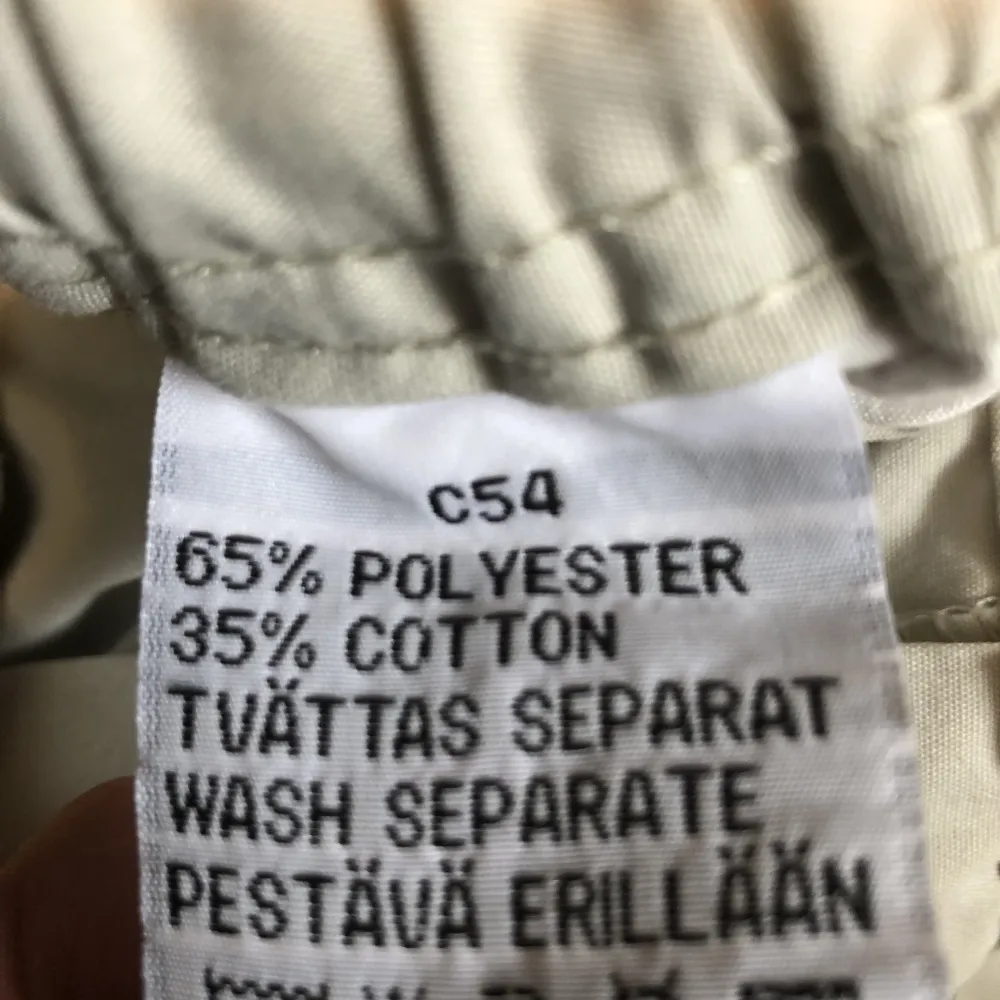 C54
65% POLYESTER
35% COTTON
TVÄTTAS SEPARAT
WASH SEPARATE
PESTÄVÄ ERILLÄÄN